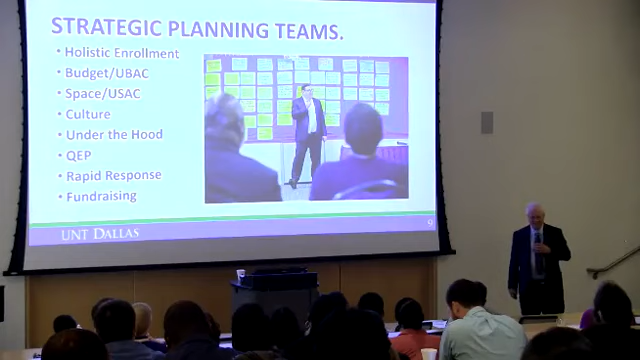 STRATEGIC PLANNING TEAMS.
• Holistic Enrollment
• Budget/UBAC
• Space/USAC
• Culture
• Under the Hood
• QEP
• Rapid Response
• Fundraising
UNT DALLAS
9